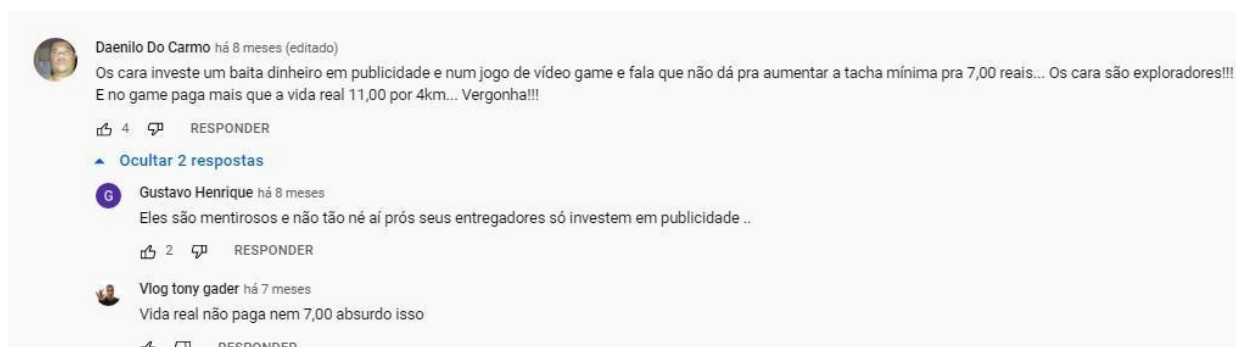 Daenilo Do Carmo há 8 meses (editado)
Os cara investe um baita dinheiro em publicidade e num jogo de vídeo game e fala que não dá pra aumentar a tacha mínima pra 7,00 reais... Os cara são exploradores!!!
E no game paga mais que a vida real 11,00 por 4km... Vergonha!!!
4 RESPONDER
Ocultar 2 respostas
G Gustavo Henrique há 8 meses
Eles são mentirosos e não tão né aí prós seus entregadores só investem em publicidade ..
2 RESPONDER
Vlog tony gader há 7 meses
Vida real não paga nem 7,00 absurdo isso
RESPONDER